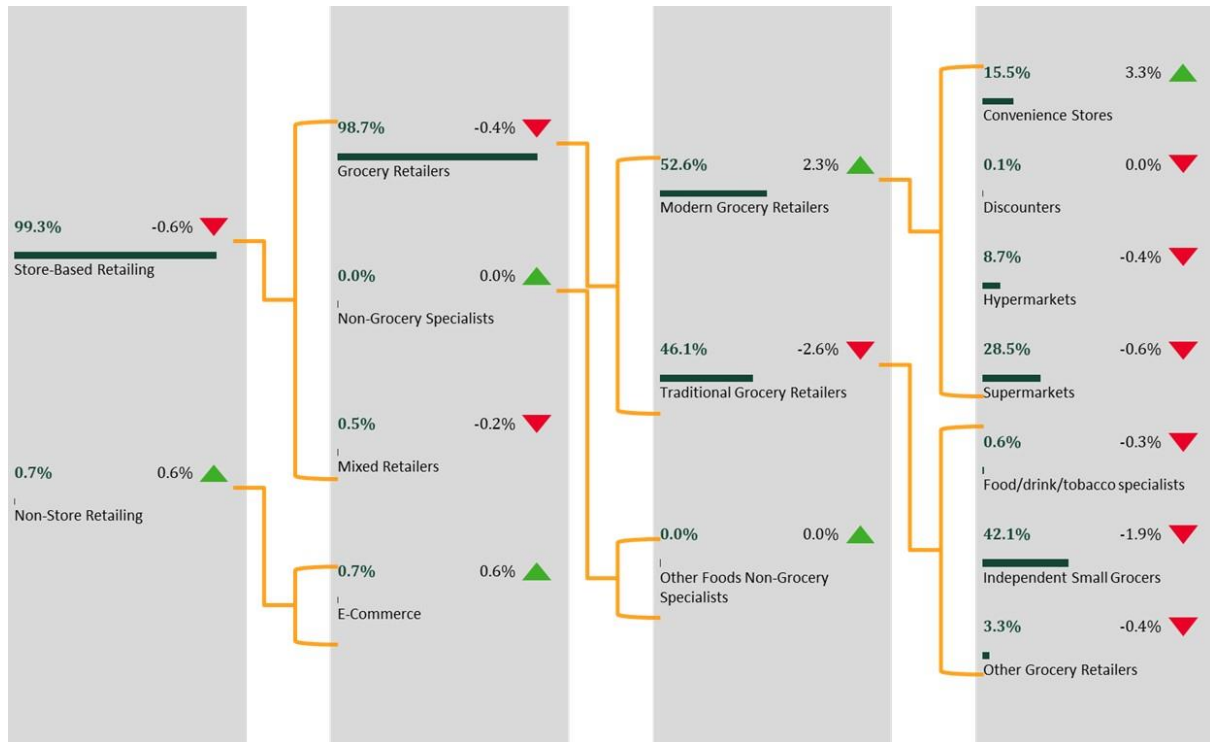 99.3% -0.6%
Store-Based Retailing
0.7% 0.6%
Non-Store Retailing
98.7% -0.4%
Grocery Retailers
0.0% 0.0%
Non-Grocery Specialists
0.5% -0.2%
Mixed Retailers
0.7% 0.6%
E-Commerce
52.6% 2.3%
Modern Grocery Retailers
46.1% -2.6%
Traditional Grocery Retailers
0.0% 0.0%
Other Foods Non-Grocery
Specialists
15.5% 3.3%
Convenience Stores
0.1% 0.0%
Discounters
8.7% -0.4%
Hypermarkets
28.5% -0.6%
Supermarkets
0.6% -0.3%
Food/drink/tobacco specialists
42.1% -1.9%
Independent Small Grocers
3.3% -0.4%
Other Grocery Retailers